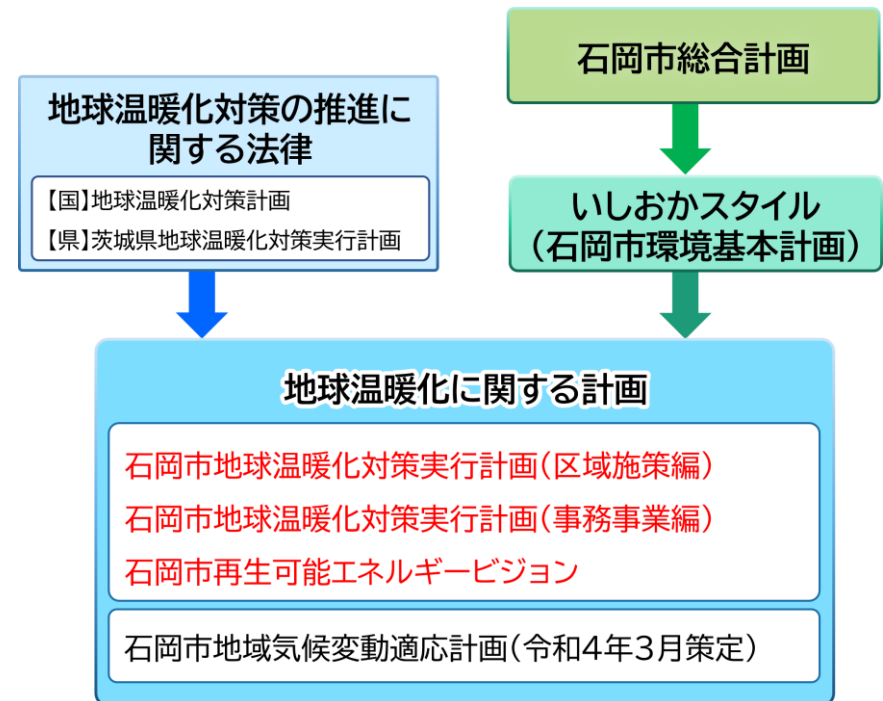 地球温暖化対策の推進に
関する法律
【国】地球温暖化対策計画
【県】茨城県地球温暖化対策実行計画
石岡市総合計画
いしおかスタイル
（石岡市環境基本計画）
地球温暖化に関する計画
石岡市地球温暖化対策実行計画（区域施策編）
石岡市地球温暖化対策実行計画（事務事業編）
石岡市再生可能エネルギービジョン
石岡市地域気候変動適応計画（令和４年３月策定）